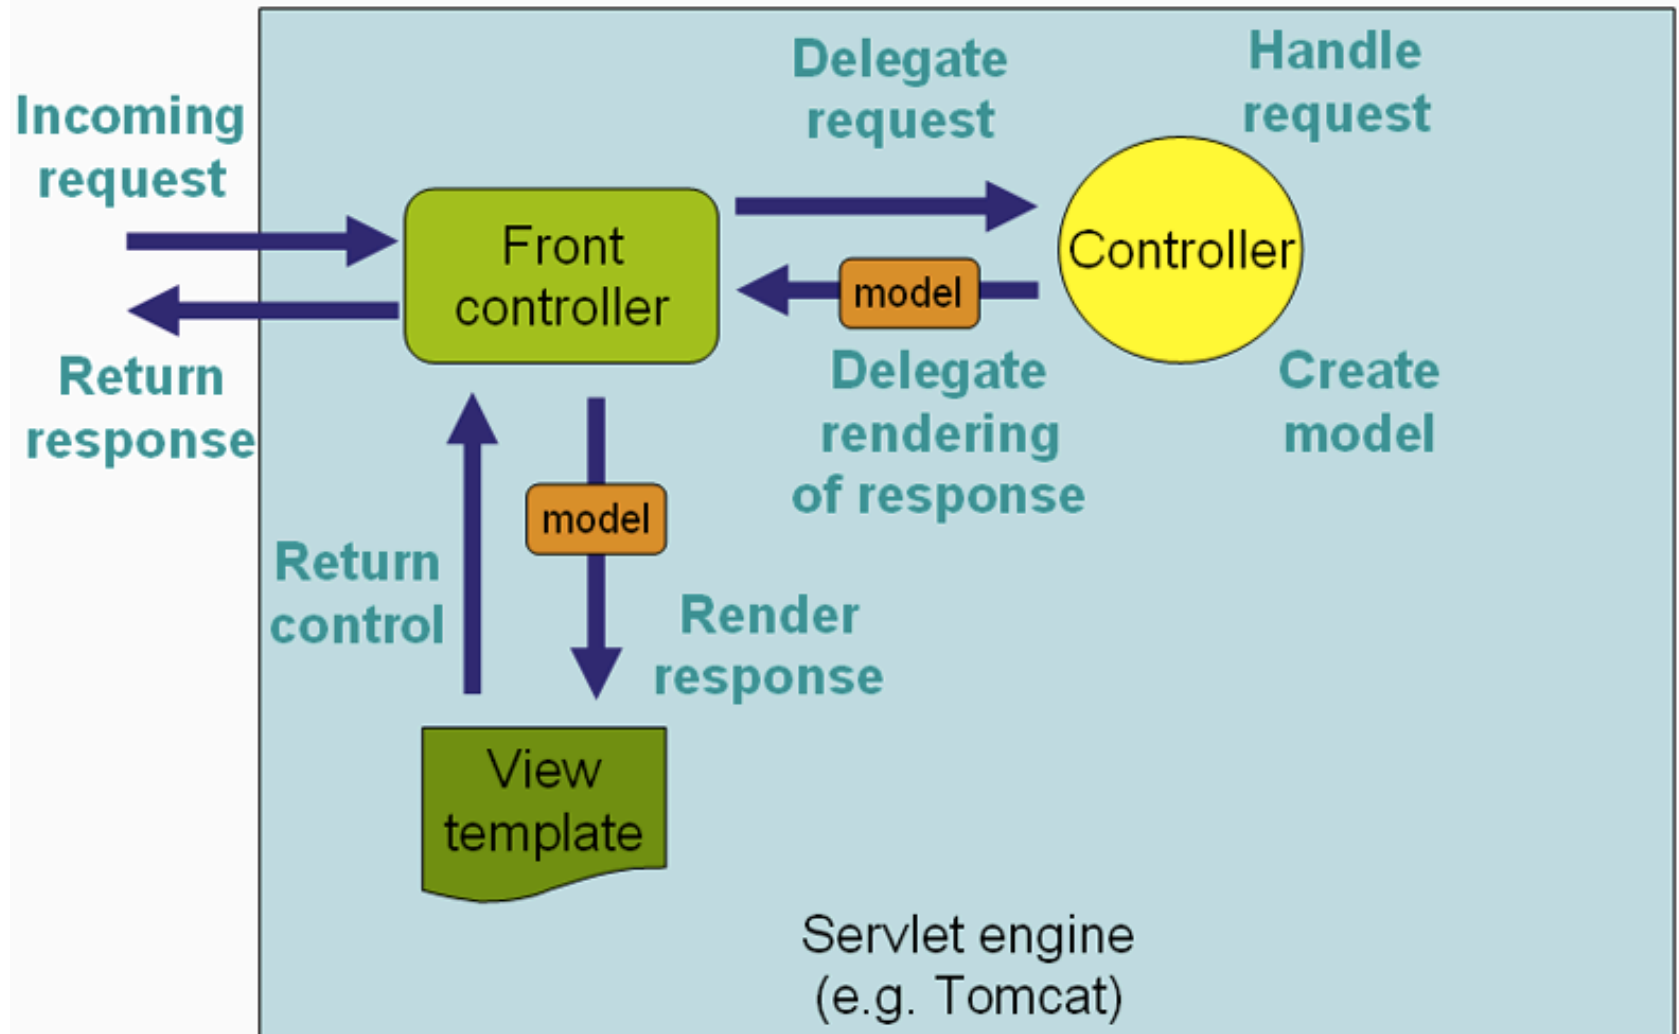 Incoming
request
Return
response
Delegate
request
Handle
request
Front
controller
Controller
model
Delegate
rendering
of response
Create
model
Return
control
model
Render
response
View
template
Servlet engine
(e.g. Tomcat)